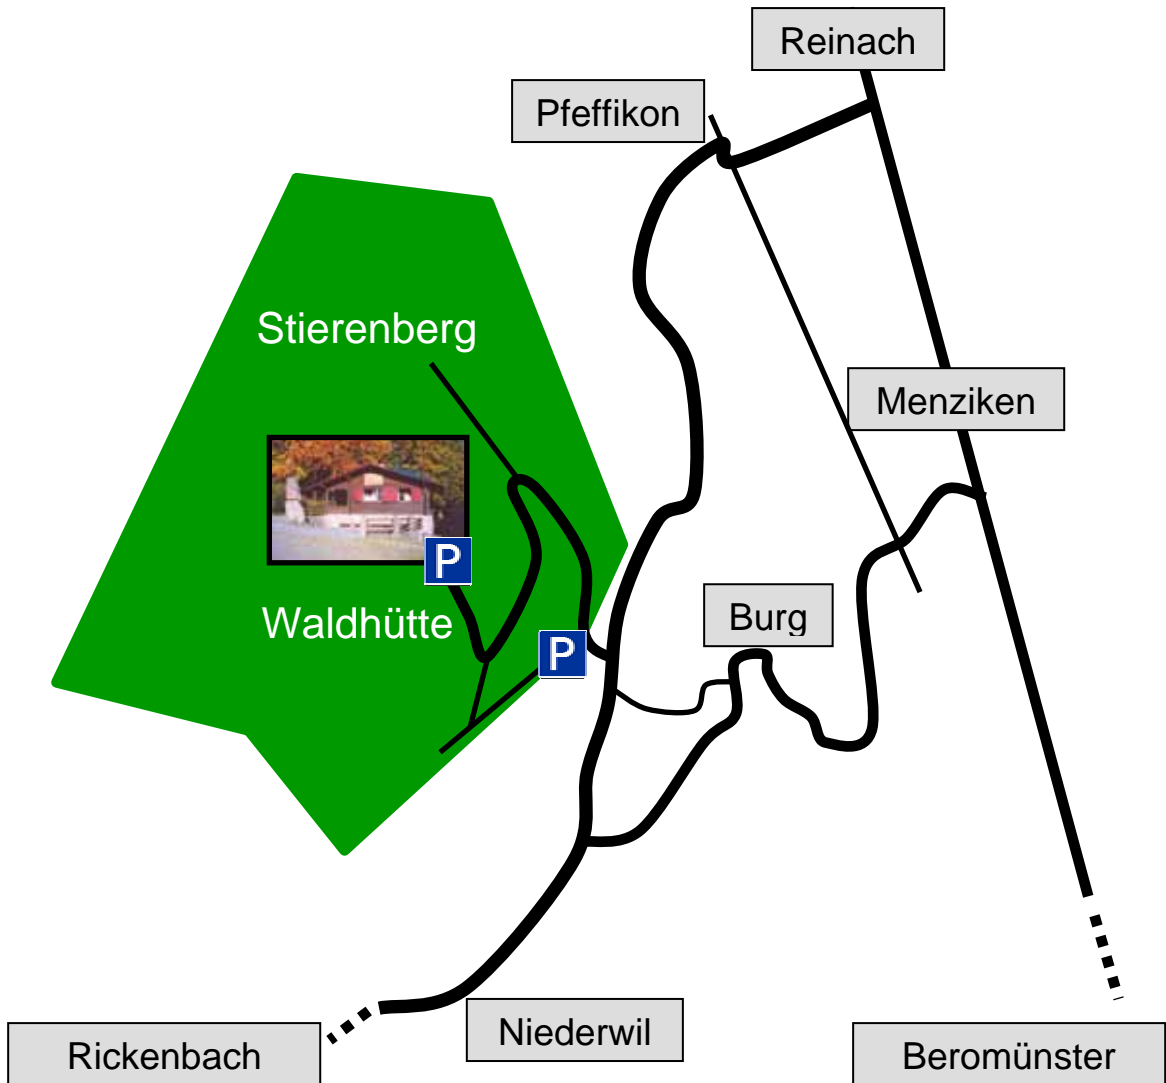 Reinach
Pfeffikon
Stierenberg
Menziken
P
Waldhütte
Burg
P
Niederwil
Rickenbach
Beromünster